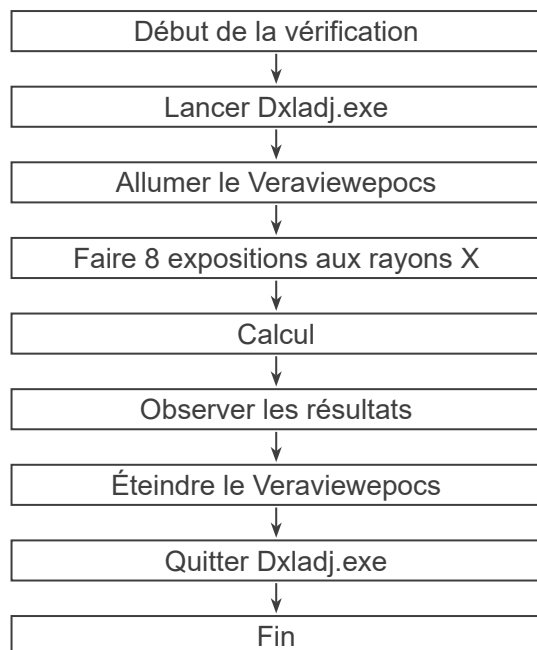 Début de la vérification
Lancer Dxladj.exe
Allumer le Veraviewepocs
Faire 8 expositions aux rayons X
Calcul
Observer les résultats
Éteindre le Veraviewepocs
Quitter Dxladj.exe
Fin